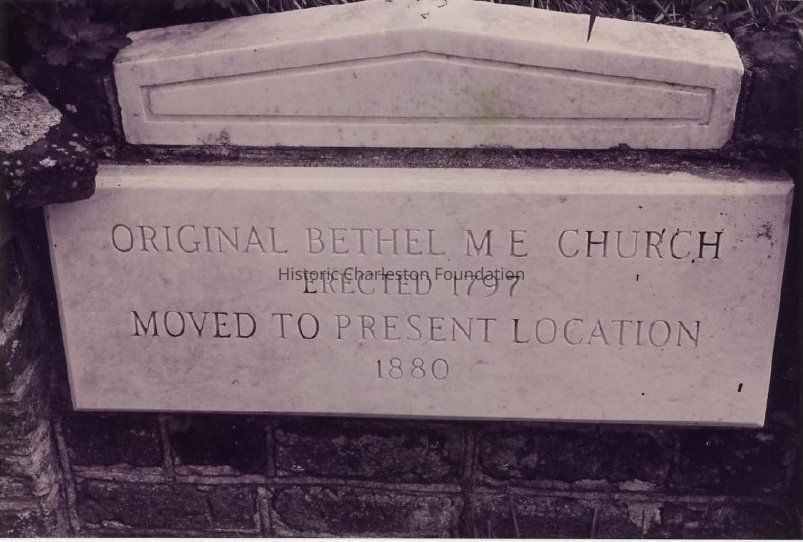 ORIGINAL BETHEL M E CHURCH
Historic Charleston Foundation
ERECTED 1797
MOVED TO PRESENT LOCATION
1880